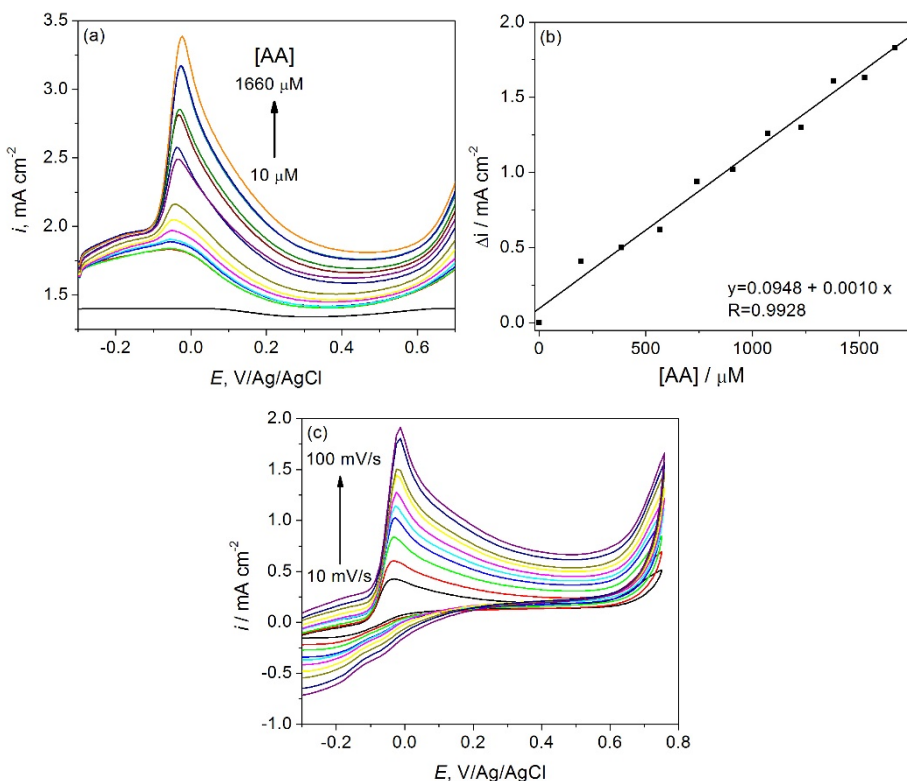 (a)
[AA]
1660 μM
10 μM
3.5
3.0
2.5
2.0
1.5
i, mA cm⁻²
-0.2 0.0 0.2 0.4 0.6
E, V/Ag/AgCl
(b)
2.0
1.5
1.0
0.5
0.0
Δi / mA cm⁻²
y=0.0948 + 0.0010 x
R=0.9928
0 500 1000 1500
[AA] / μM
(c)
100 mV/s
10 mV/s
2.0
1.5
1.0
0.5
0.0
-0.5
-1.0
i / mA cm⁻²
-0.2 0.0 0.2 0.4 0.6 0.8
E, V/Ag/AgCl